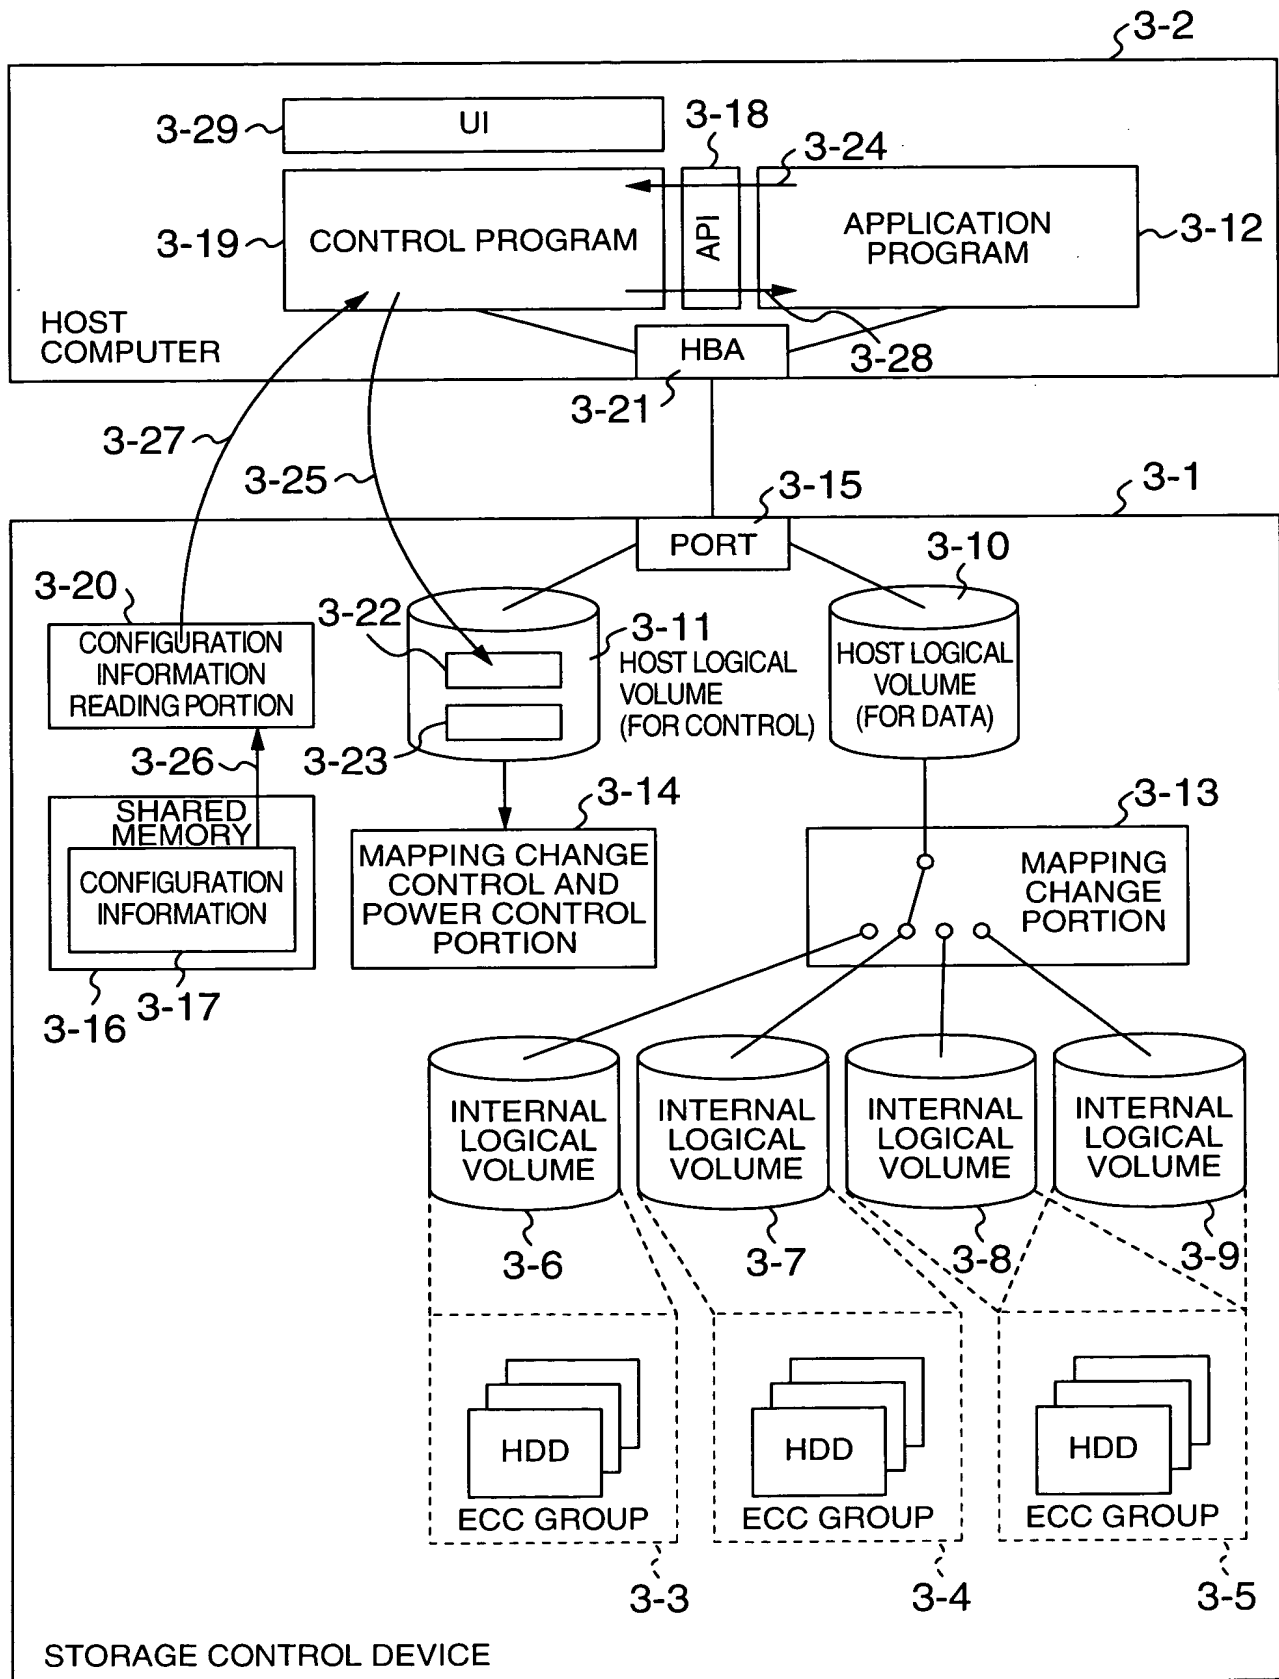 3-2
UI
3-29
3-18
3-24
3-19
CONTROL PROGRAM
API
APPLICATION
PROGRAM
3-12
HOST
COMPUTER
HBA
3-28
3-21
3-27
3-25
3-15
3-1
PORT
3-10
3-20
3-22
3-11
CONFIGURATION
INFORMATION
READING PORTION
HOST LOGICAL
VOLUME
(FOR CONTROL)
HOST LOGICAL
VOLUME
(FOR DATA)
3-26
3-23
3-14
3-13
SHARED
MEMORY
CONFIGURATION
INFORMATION
MAPPING CHANGE
CONTROL AND
POWER CONTROL
PORTION
MAPPING
CHANGE
PORTION
3-17
3-16
INTERNAL
LOGICAL
VOLUME
INTERNAL
LOGICAL
VOLUME
INTERNAL
LOGICAL
VOLUME
INTERNAL
LOGICAL
VOLUME
3-6
3-7
3-8
3-9
HDD
HDD
HDD
ECC GROUP
ECC GROUP
ECC GROUP
3-3
3-4
3-5
STORAGE CONTROL DEVICE